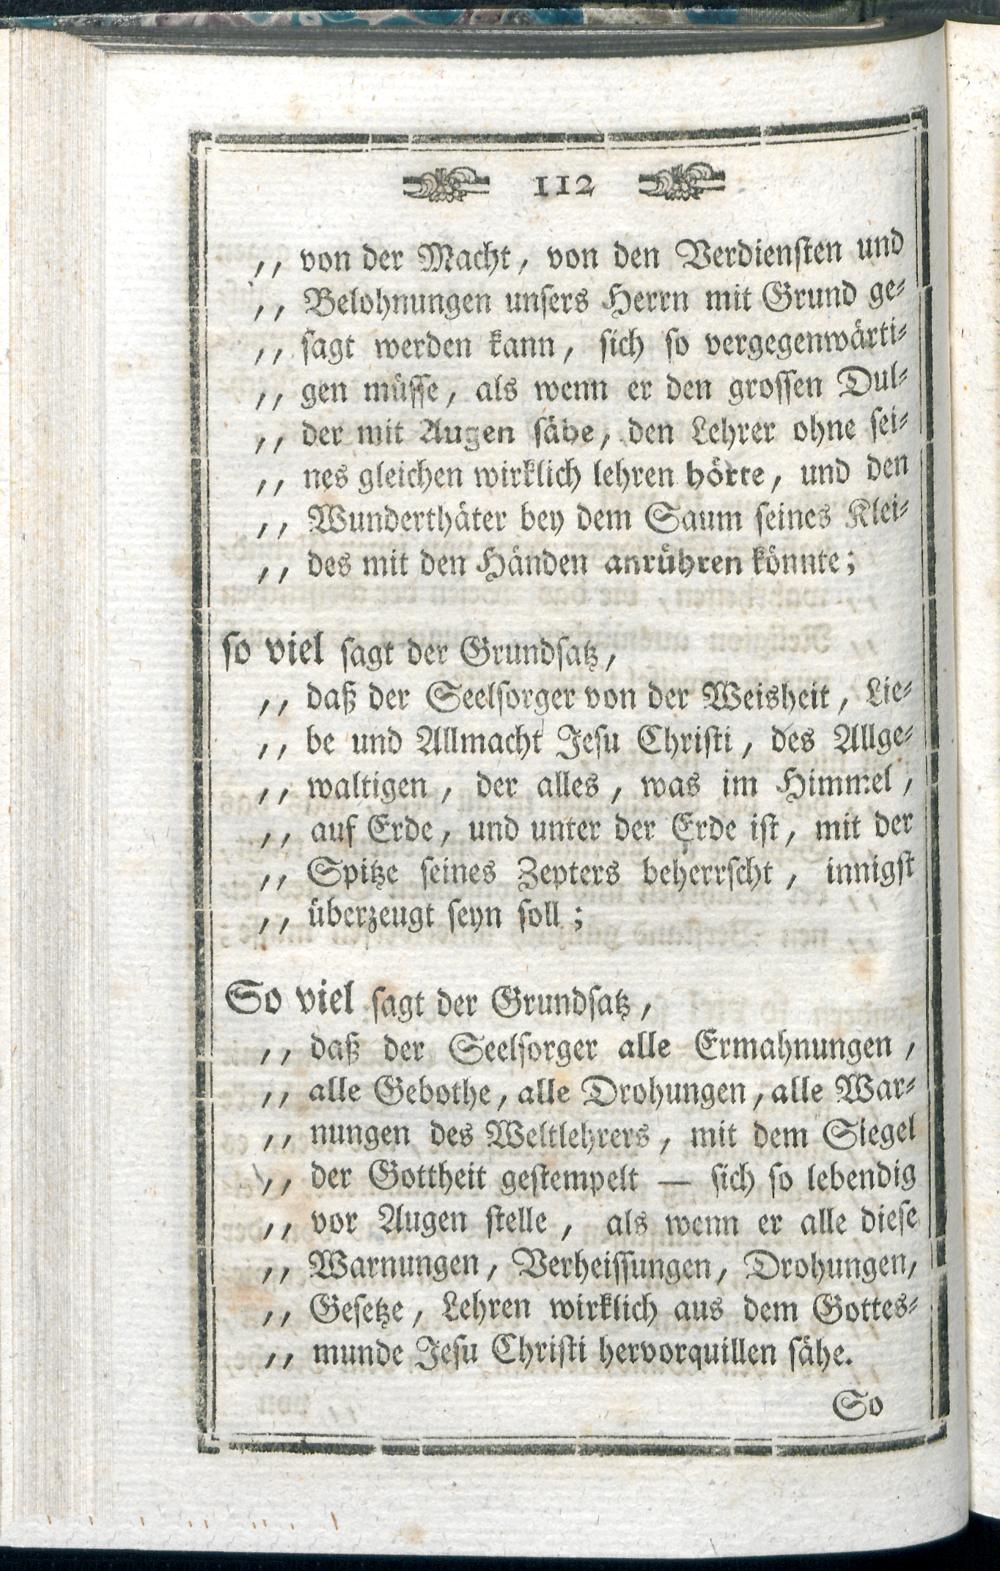 112
,, von der Macht, von den Verdiensten und
,, Belohnungen unsers Herrn mit Grund ge-
,, sagt werden kann, sich so vergegenwärti-
,, gen müsse, als wenn er den grossen Dul-
,, der mit Augen sähe, den Lehrer ohne sei-
,, nes gleichen wirklich lehren hörte, und den
,, Wunderthäter bey dem Saum seines Klei-
,, des mit den Händen anrühren könnte;
so viel sagt der Grundsatz,
,, daß der Seelsorger von der Weisheit, Lie-
,, be und Allmacht Jesu Christi, des Allge-
,, waltigen, der alles, was im Himmel,
,, auf Erde, und unter der Erde ist, mit der
,, Spitze seines Zepters beherrscht, innigst
,, überzeugt seyn soll;
So viel sagt der Grundsatz,
,, daß der Seelsorger alle Ermahnungen,
,, alle Gebothe, alle Drohungen, alle War-
,, nungen des Weltlehrers, mit dem Siegel
,, der Gottheit gestempelt — sich so lebendig
,, vor Augen stelle, als wenn er alle diese
,, Warnungen, Verheissungen, Drohungen,
,, Gesetze, Lehren wirklich aus dem Gottes-
,, munde Jesu Christi hervorquillen sähe.
So